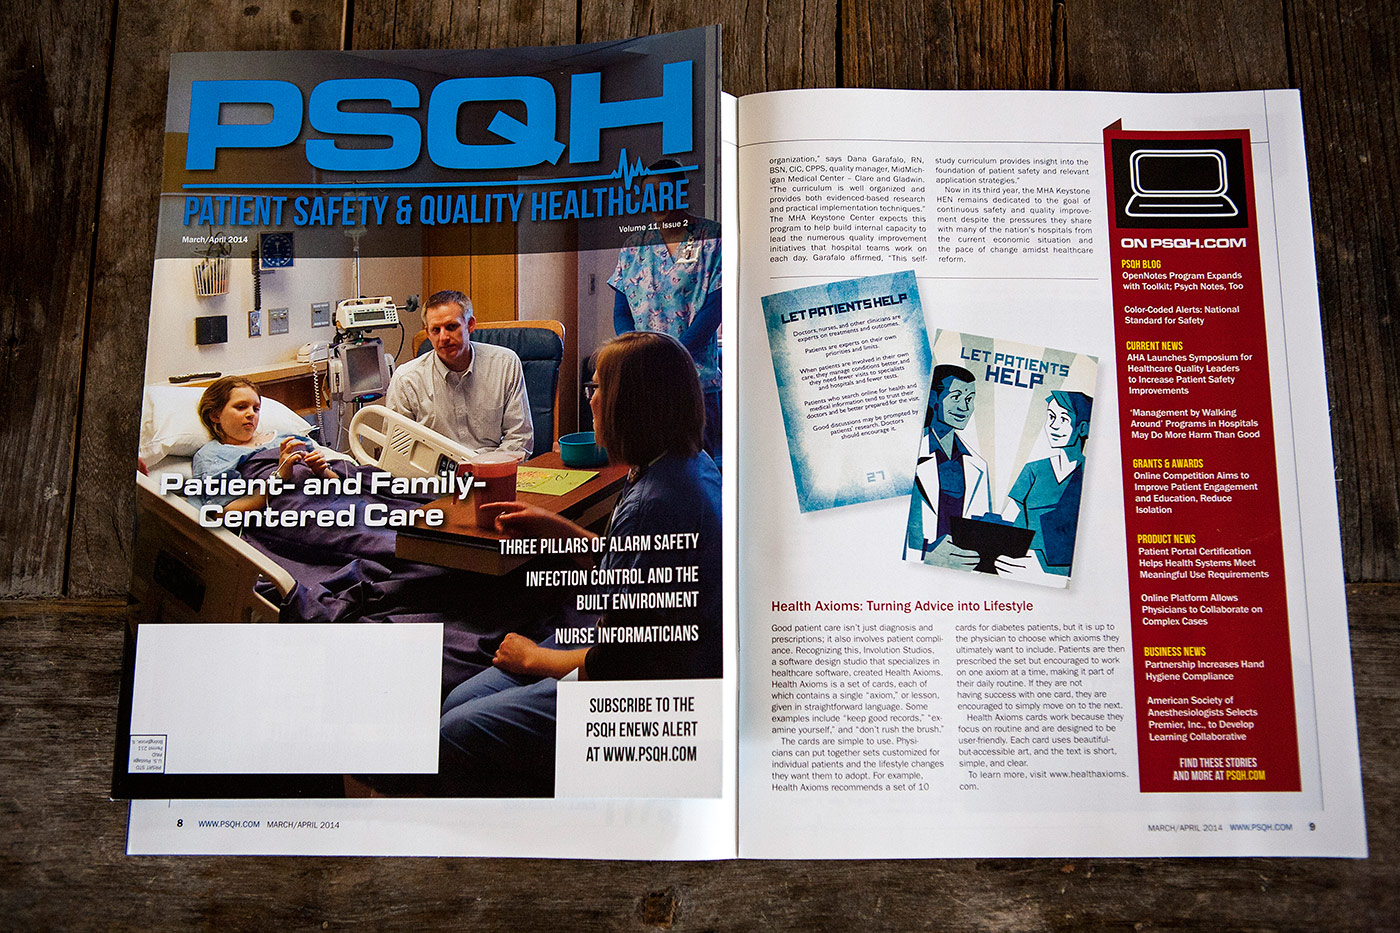 PSQH
PATIENT SAFETY & QUALITY HEALTHCARE
March/April 2014
Volume 11, Issue 2
Patient- and Family-
Centered Care
THREE PILLARS OF ALARM SAFETY
INFECTION CONTROL AND THE
BUILT ENVIRONMENT
NURSE INFORMATICIANS
SUBSCRIBE TO THE
PSQH ENEWS ALERT
AT WWW.PSQH.COM
PRSRT STD
U.S. Postage
PAID
8 WWW.PSQH.COM MARCH/APRIL 2014
organization,” says Dana Garafalo, RN,
BSN, CIC, CPPS, quality manager, MidMich-
igan Medical Center – Clare and Gladwin.
“The curriculum is well organized and
provides both evidenced-based research
and practical implementation techniques.”
The MHA Keystone Center expects this
program to help build internal capacity to
lead the numerous quality improvement
initiatives that hospital teams work on
each day. Garafalo affirmed, “This self-
study curriculum provides insight into the
foundation of patient safety and relevant
application strategies.”
Now in its third year, the MHA Keystone
HEN remains dedicated to the goal of
continuous safety and quality improve-
ment despite the pressures they share
with many of the nation's hospitals from
the current economic situation and
the pace of change amidst healthcare
reform.
LET PATIENTS HELP
Doctors, nurses, and other clinicians are
experts on treatments and outcomes.
Patients are experts on their own
priorities and limits.
When patients are involved in their own
care, they manage conditions better, and
they need fewer visits to specialists
and hospitals and fewer tests.
Patients who search online for health and
medical information tend to trust their
doctors and be better prepared for the visit.
Good discussions may be prompted by
patients' research. Doctors
should encourage it.
27
LET PATIENTS
HELP
Health Axioms: Turning Advice into Lifestyle
Good patient care isn't just diagnosis and
prescriptions; it also involves patient compli-
ance. Recognizing this, Involution Studios,
a software design studio that specializes in
healthcare software, created Health Axioms.
Health Axioms is a set of cards, each of
which contains a single “axiom,” or lesson,
given in straightforward language. Some
examples include “keep good records,” “ex-
amine yourself,” and “don't rush the brush.”
The cards are simple to use. Physi-
cians can put together sets customized for
individual patients and the lifestyle changes
they want them to adopt. For example,
Health Axioms recommends a set of 10
cards for diabetes patients, but it is up to
the physician to choose which axioms they
ultimately want to include. Patients are then
prescribed the set but encouraged to work
on one axiom at a time, making it part of
their daily routine. If they are not
having success with one card, they are
encouraged to simply move on to the next.
Health Axioms cards work because they
focus on routine and are designed to be
user-friendly. Each card uses beautiful-
but-accessible art, and the text is short,
simple, and clear.
To learn more, visit www.healthaxioms.
com.
ON PSQH.COM
PSQH BLOG
OpenNotes Program Expands
with Toolkit; Psych Notes, Too
Color-Coded Alerts: National
Standard for Safety
CURRENT NEWS
AHA Launches Symposium for
Healthcare Quality Leaders
to Increase Patient Safety
Improvements
‘Management by Walking
Around’ Programs in Hospitals
May Do More Harm Than Good
GRANTS & AWARDS
Online Competition Aims to
Improve Patient Engagement
and Education, Reduce
Isolation
PRODUCT NEWS
Patient Portal Certification
Helps Health Systems Meet
Meaningful Use Requirements
Online Platform Allows
Physicians to Collaborate on
Complex Cases
BUSINESS NEWS
Partnership Increases Hand
Hygiene Compliance
American Society of
Anesthesiologists Selects
Premier, Inc., to Develop
Learning Collaborative
FIND THESE STORIES
AND MORE AT PSQH.COM
MARCH/APRIL 2014 WWW.PSQH.COM 9